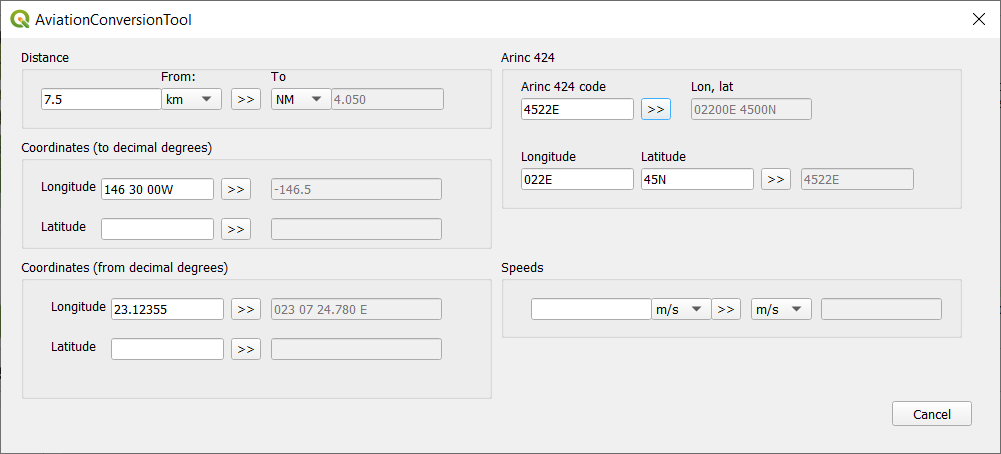 AviationConversionTool
Distance
From: To
7.5 km >> NM 4.050
Coordinates (to decimal degrees)
Longitude 146 30 00W >> -146.5
Latitude >>
Coordinates (from decimal degrees)
Longitude 23.12355 >> 023 07 24.780 E
Latitude >>
Arinc 424
Arinc 424 code Lon, lat
4522E >> 02200E 4500N
Longitude Latitude
022E 45N >> 4522E
Speeds
m/s >> m/s
Cancel